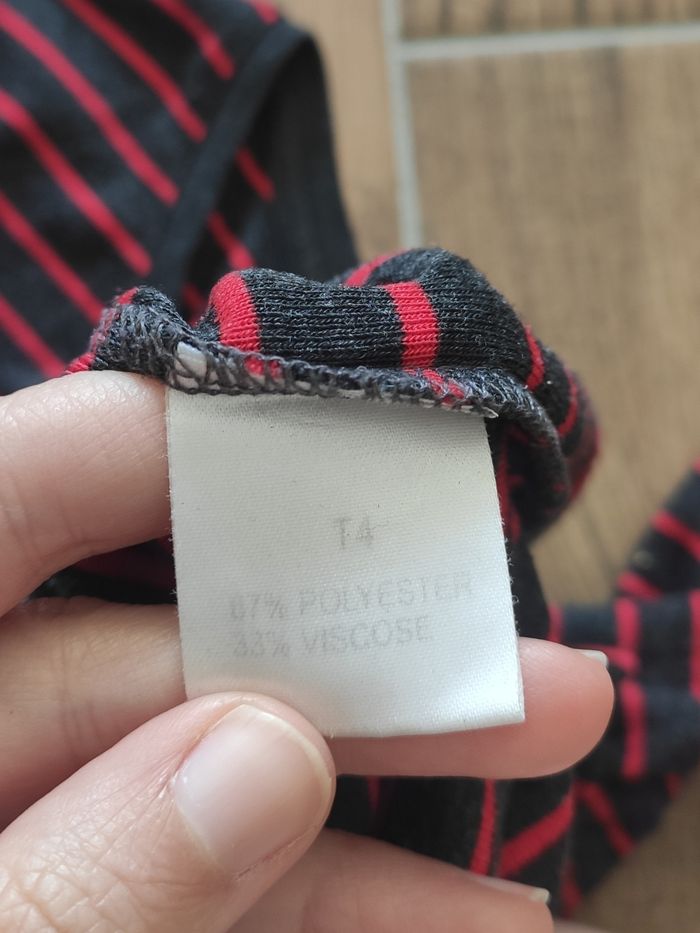 T4
67% POLYESTER
33% VISCOSE